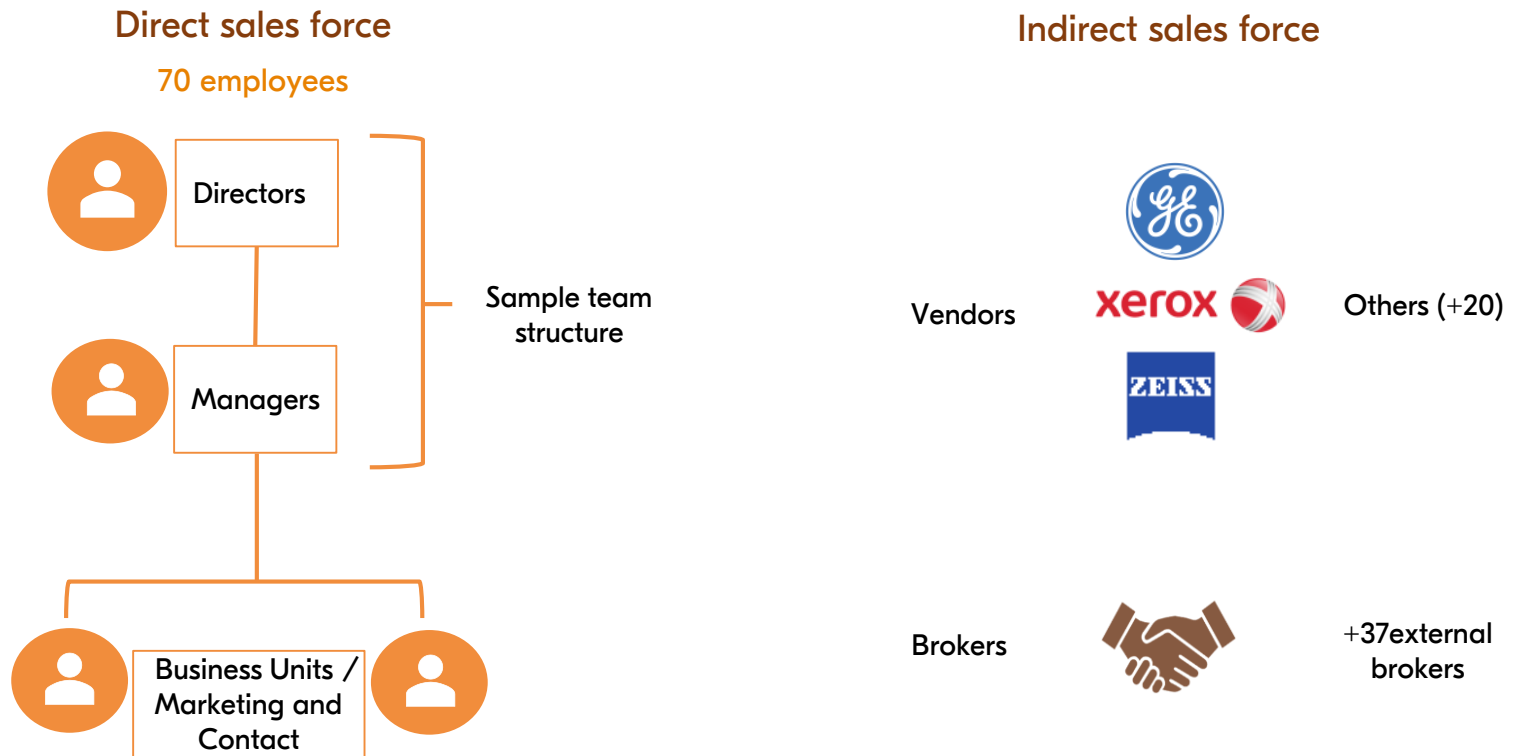 Direct sales force
70 employees
Directors
Managers
Sample team
structure
Business Units /
Marketing and
Contact
Indirect sales force
Vendors
GE
xerox
ZEISS
Others (+20)
Brokers
+37external
brokers